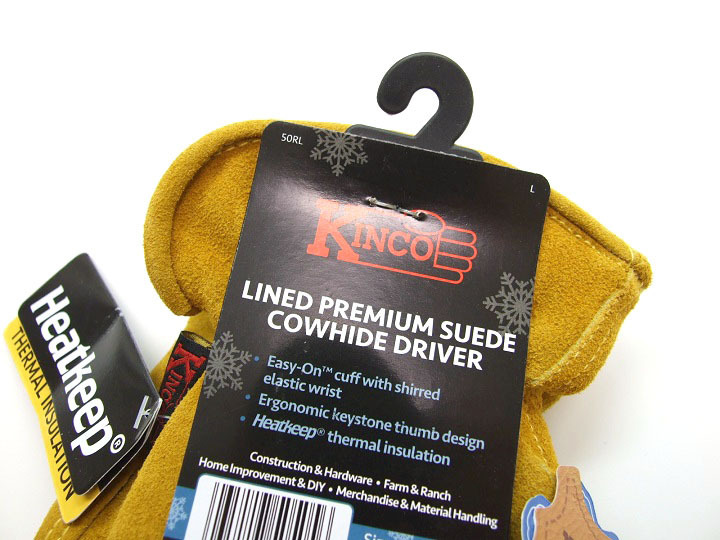 50RL
L
KINCO
LINED PREMIUM SUEDE
COWHIDE DRIVER
• Easy-On™ cuff with shirred
elastic wrist
• Ergonomic keystone thumb design
• Heatkeep® thermal insulation
Construction & Hardware • Farm & Ranch
Home Improvement & DIY • Merchandise & Material Handling
Heatkeep®
THERMAL INSULATION
KINCO